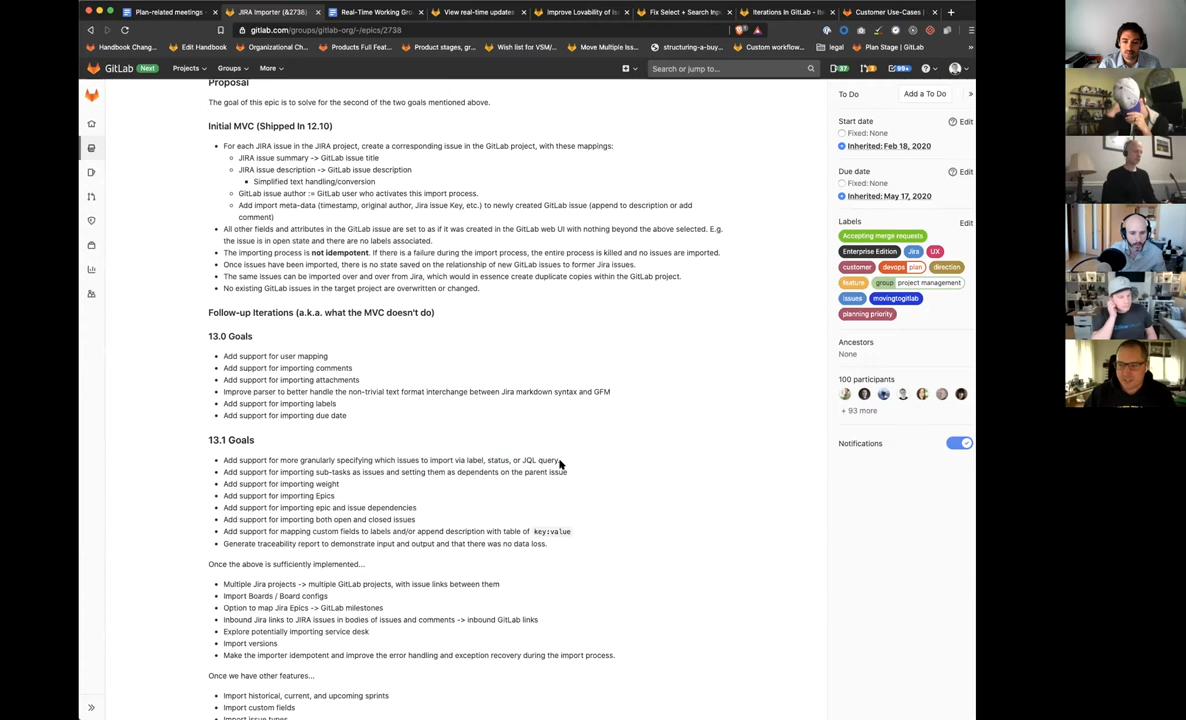 Plan-related meetings
JIRA Importer (&2738)
Real-Time Working Gro
View real-time updates
Improve Lovability of Is
Fix Select + Search Inpu
Iterations in GitLab - It
Customer Use-Cases |
gitlab.com/groups/gitlab-org/-/epics/2738
Handbook Chang...
Edit Handbook
Organizational Ch...
Products Full Feat...
Product stages, gr...
Wish list for VSM/...
Move Multiple Iss...
structuring-a-buy...
Custom workflow...
legal
Plan Stage | GitLab
GitLab Next
Projects
Groups
More
Search or jump to...
37
99+
Proposal
The goal of this epic is to solve for the second of the two goals mentioned above.
Initial MVC (Shipped In 12.10)
For each JIRA issue in the JIRA project, create a corresponding issue in the GitLab project, with these mappings:
JIRA issue summary -> GitLab issue title
JIRA issue description -> GitLab issue description
Simplified text handling/conversion
GitLab issue author := GitLab user who activates this import process.
Add import meta-data (timestamp, original author, Jira issue Key, etc.) to newly created GitLab issue (append to description or add
comment)
All other fields and attributes in the GitLab issue are set to as if it was created in the GitLab web UI with nothing beyond the above selected. E.g.
the issue is in open state and there are no labels associated.
The importing process is not idempotent. If there is a failure during the import process, the entire process is killed and no issues are imported.
Once issues have been imported, there is no state saved on the relationship of new GitLab issues to former Jira issues.
The same issues can be imported over and over from Jira, which would in essence create duplicate copies within the GitLab project.
No existing GitLab issues in the target project are overwritten or changed.
Follow-up Iterations (a.k.a. what the MVC doesn't do)
13.0 Goals
Add support for user mapping
Add support for importing comments
Add support for importing attachments
Improve parser to better handle the non-trivial text format interchange between Jira markdown syntax and GFM
Add support for importing labels
Add support for importing due date
13.1 Goals
Add support for more granularly specifying which issues to import via label, status, or JQL query
Add support for importing sub-tasks as issues and setting them as dependents on the parent issue
Add support for importing weight
Add support for importing Epics
Add support for importing epic and issue dependencies
Add support for importing both open and closed issues
Add support for mapping custom fields to labels and/or append description with table of key:value
Generate traceability report to demonstrate input and output and that there was no data loss.
Once the above is sufficiently implemented...
Multiple Jira projects -> multiple GitLab projects, with issue links between them
Import Boards / Board configs
Option to map Jira Epics -> GitLab milestones
Inbound Jira links to JIRA issues in bodies of issues and comments -> inbound GitLab links
Explore potentially importing service desk
Import versions
Make the importer idempotent and improve the error handling and exception recovery during the import process.
Once we have other features...
Import historical, current, and upcoming sprints
Import custom fields
Import issue types
To Do
Add a To Do
Start date
Edit
Fixed: None
Inherited: Feb 18, 2020
Due date
Edit
Fixed: None
Inherited: May 17, 2020
Labels
Edit
Accepting merge requests
Enterprise Edition
Jira
UX
customer
devops plan
direction
feature
group project management
issues
movingtogitlab
planning priority
Ancestors
None
100 participants
+ 93 more
Notifications